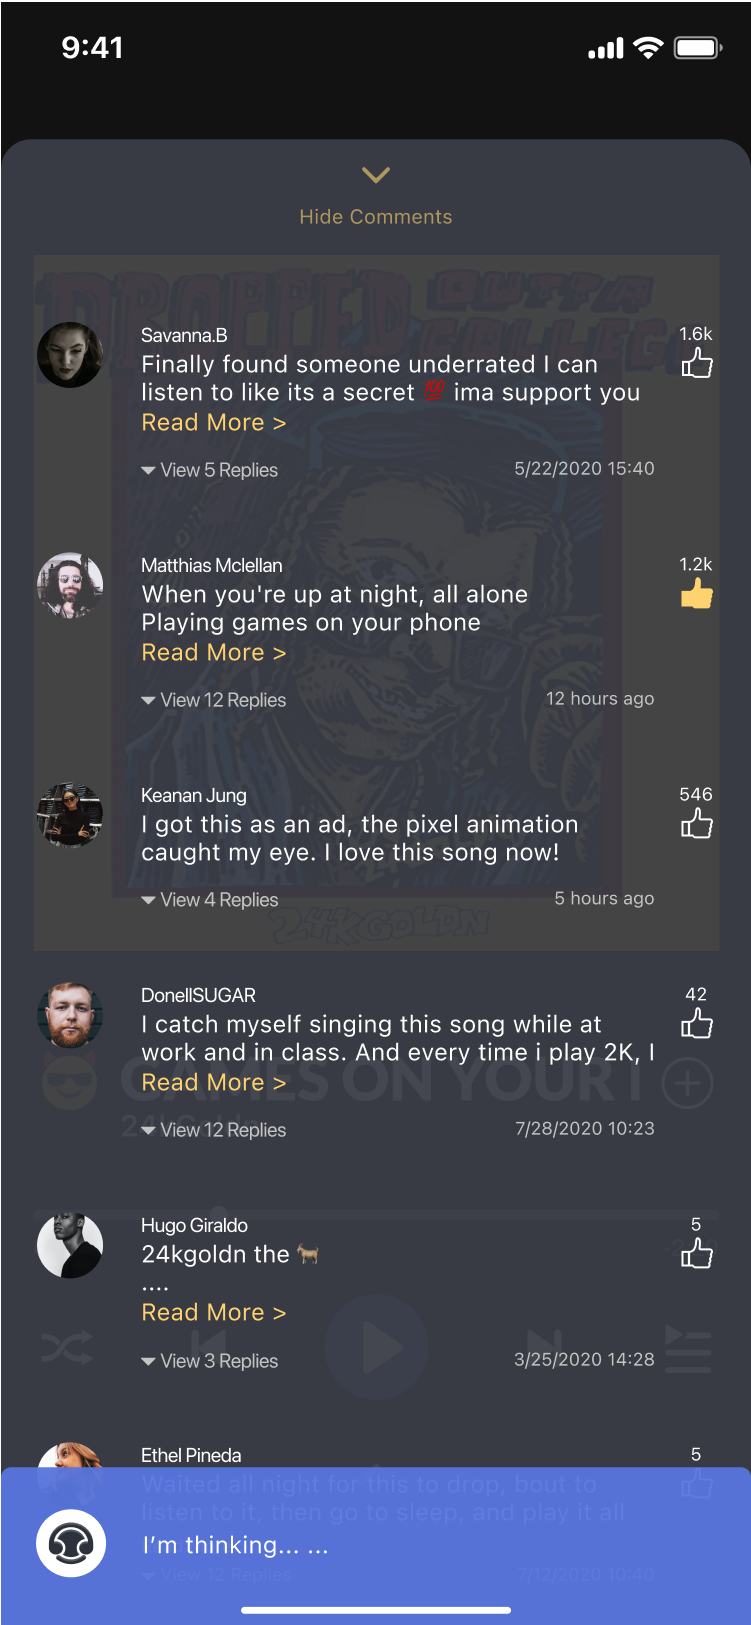 9:41
Hide Comments
DROPPED OUTTA
COLLEGE
Savanna.B
1.6k
Finally found someone underrated I can
listen to like its a secret 💯 ima support you
Read More >
View 5 Replies
5/22/2020 15:40
Matthias Mclellan
1.2k
When you're up at night, all alone
Playing games on your phone
Read More >
View 12 Replies
12 hours ago
Keanan Jung
546
I got this as an ad, the pixel animation
caught my eye. I love this song now!
View 4 Replies
5 hours ago
24KGOLDN
DonellSUGAR
42
I catch myself singing this song while at
work and in class. And every time i play 2K, I
Read More >
GAMES ON YOUR
View 12 Replies
7/28/2020 10:23
Hugo Giraldo
5
24kgoldn the 🐐
....
Read More >
View 3 Replies
3/25/2020 14:28
Ethel Pineda
5
Waited all night for this to drop, bout to
listen to it, then go to sleep, and play it all
I’m thinking... ...
View 12 Replies
7/12/2020 10:40